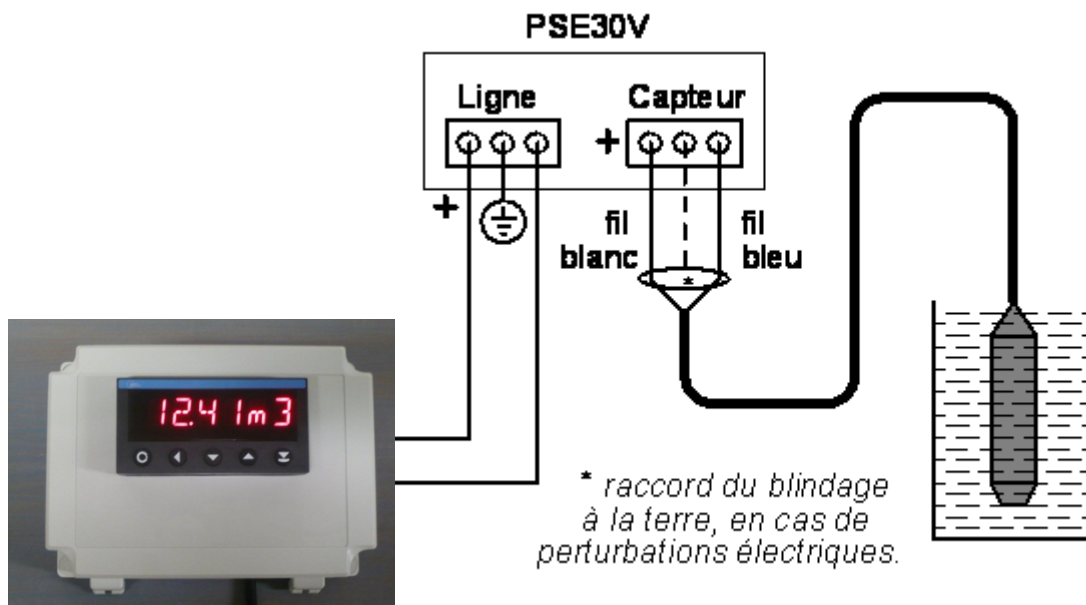 PSE30V
Ligne
Capteur
+
+
fil
blanc
fil
bleu
*
12.41m3
* raccord du blindage
à la terre, en cas de
perturbations électriques.